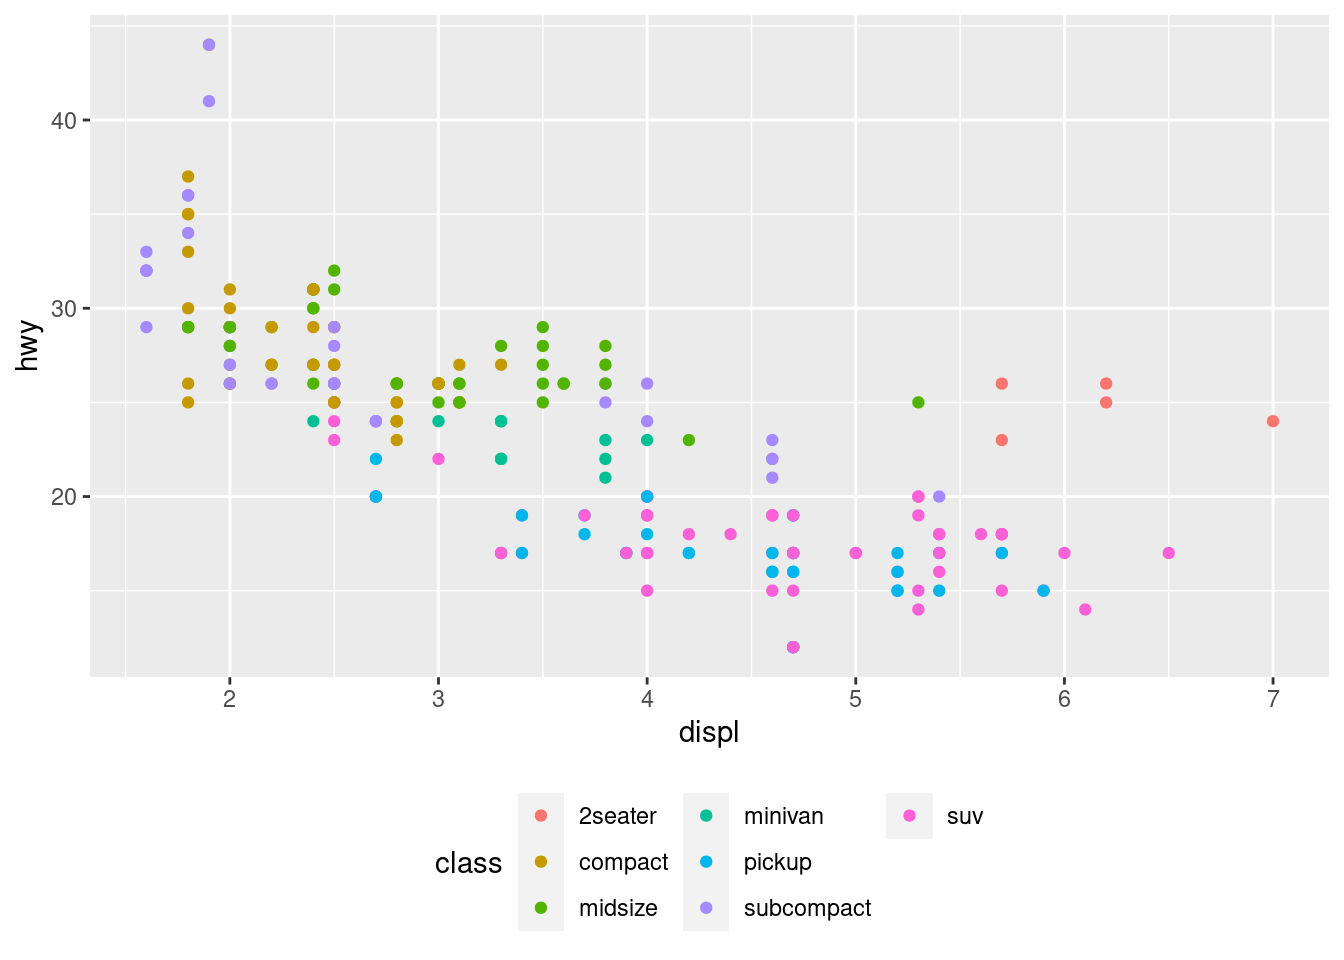 40
30
20
hwy
2 3 4 5 6 7
displ
class
2seater minivan suv
compact pickup
midsize subcompact